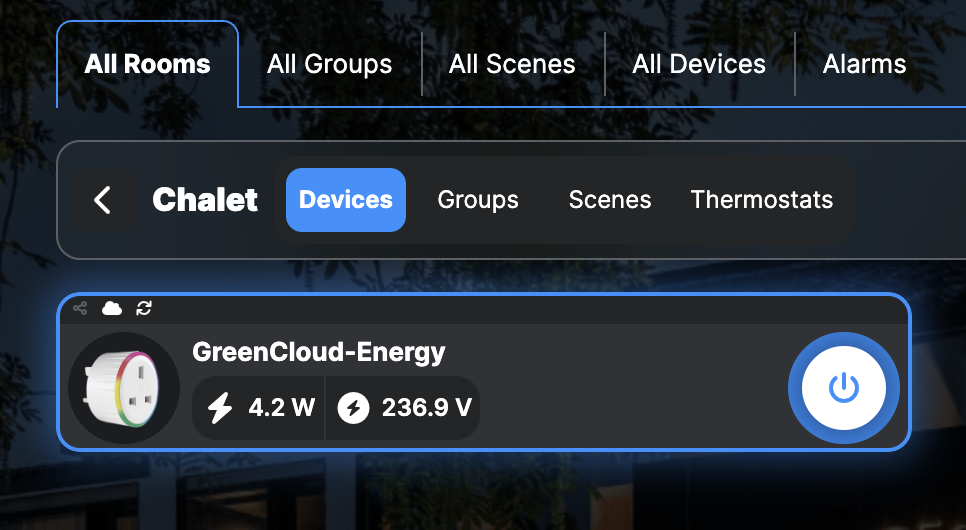 All Rooms All Groups All Scenes All Devices Alarms
Chalet Devices Groups Scenes Thermostats
GreenCloud-Energy
4.2 W 236.9 V